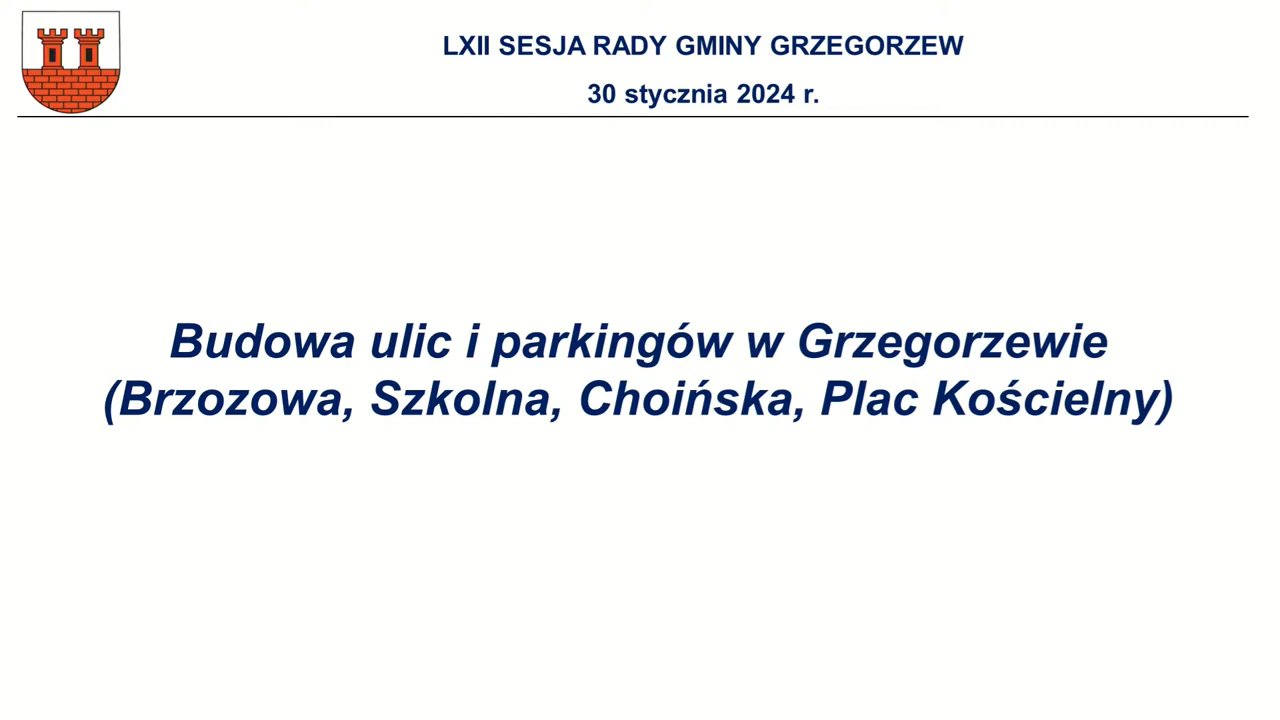 LXII SESJA RADY GMINY GRZEGORZEW
30 stycznia 2024 r.
Budowa ulic i parkingów w Grzegorzewie
(Brzozowa, Szkolna, Choińska, Plac Kościelny)